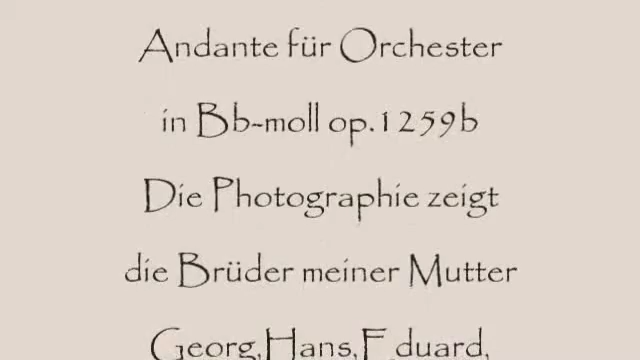 Andante für Orchester
in Bb-moll op.1259b
Die Photographie zeigt
die Brüder meiner Mutter
Georg,Hans,Eduard,